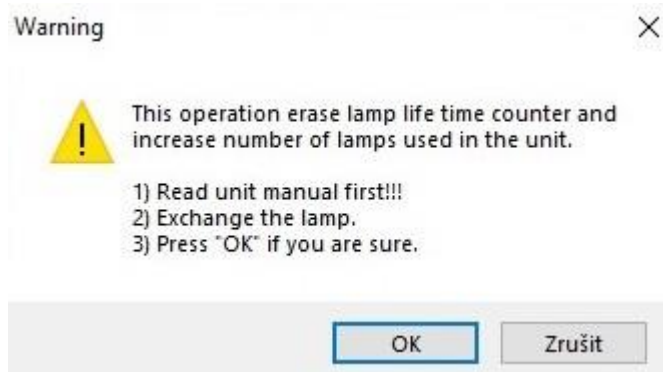 Warning
This operation erase lamp life time counter and
increase number of lamps used in the unit.
1) Read unit manual first!!!
2) Exchange the lamp.
3) Press "OK" if you are sure.
OK
Zrušit